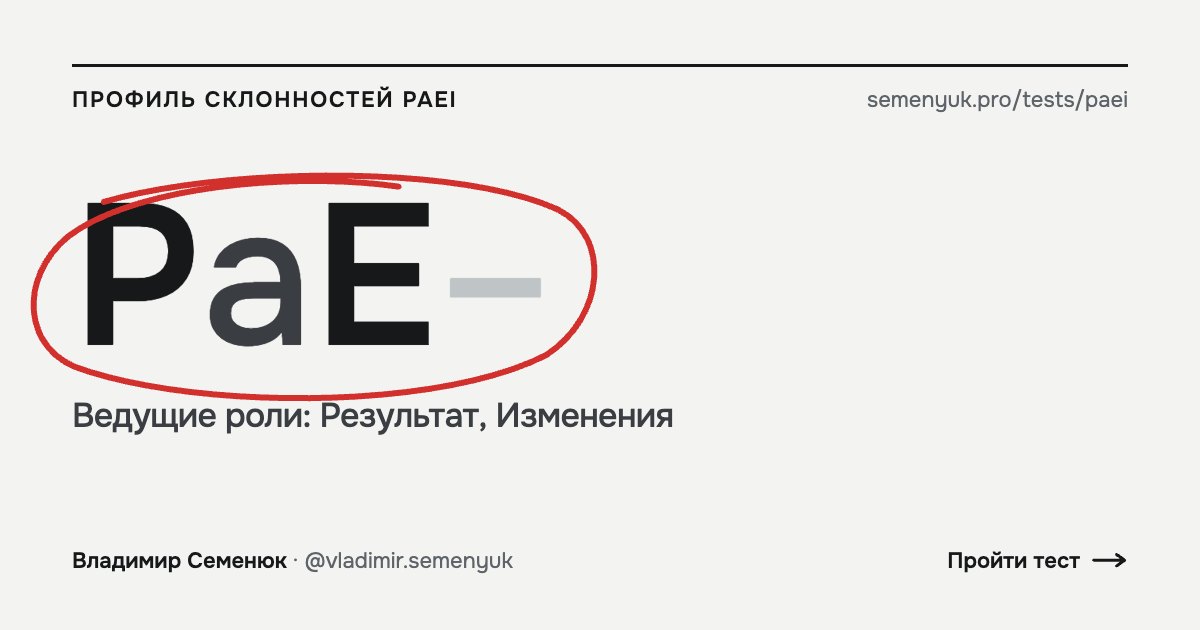 ПРОФИЛЬ СКЛОННОСТЕЙ PAEI
semenyuk.pro/tests/paei
PaE–
Ведущие роли: Результат, Изменения
Владимир Семенюк · @vladimir.semenyuk
Пройти тест →